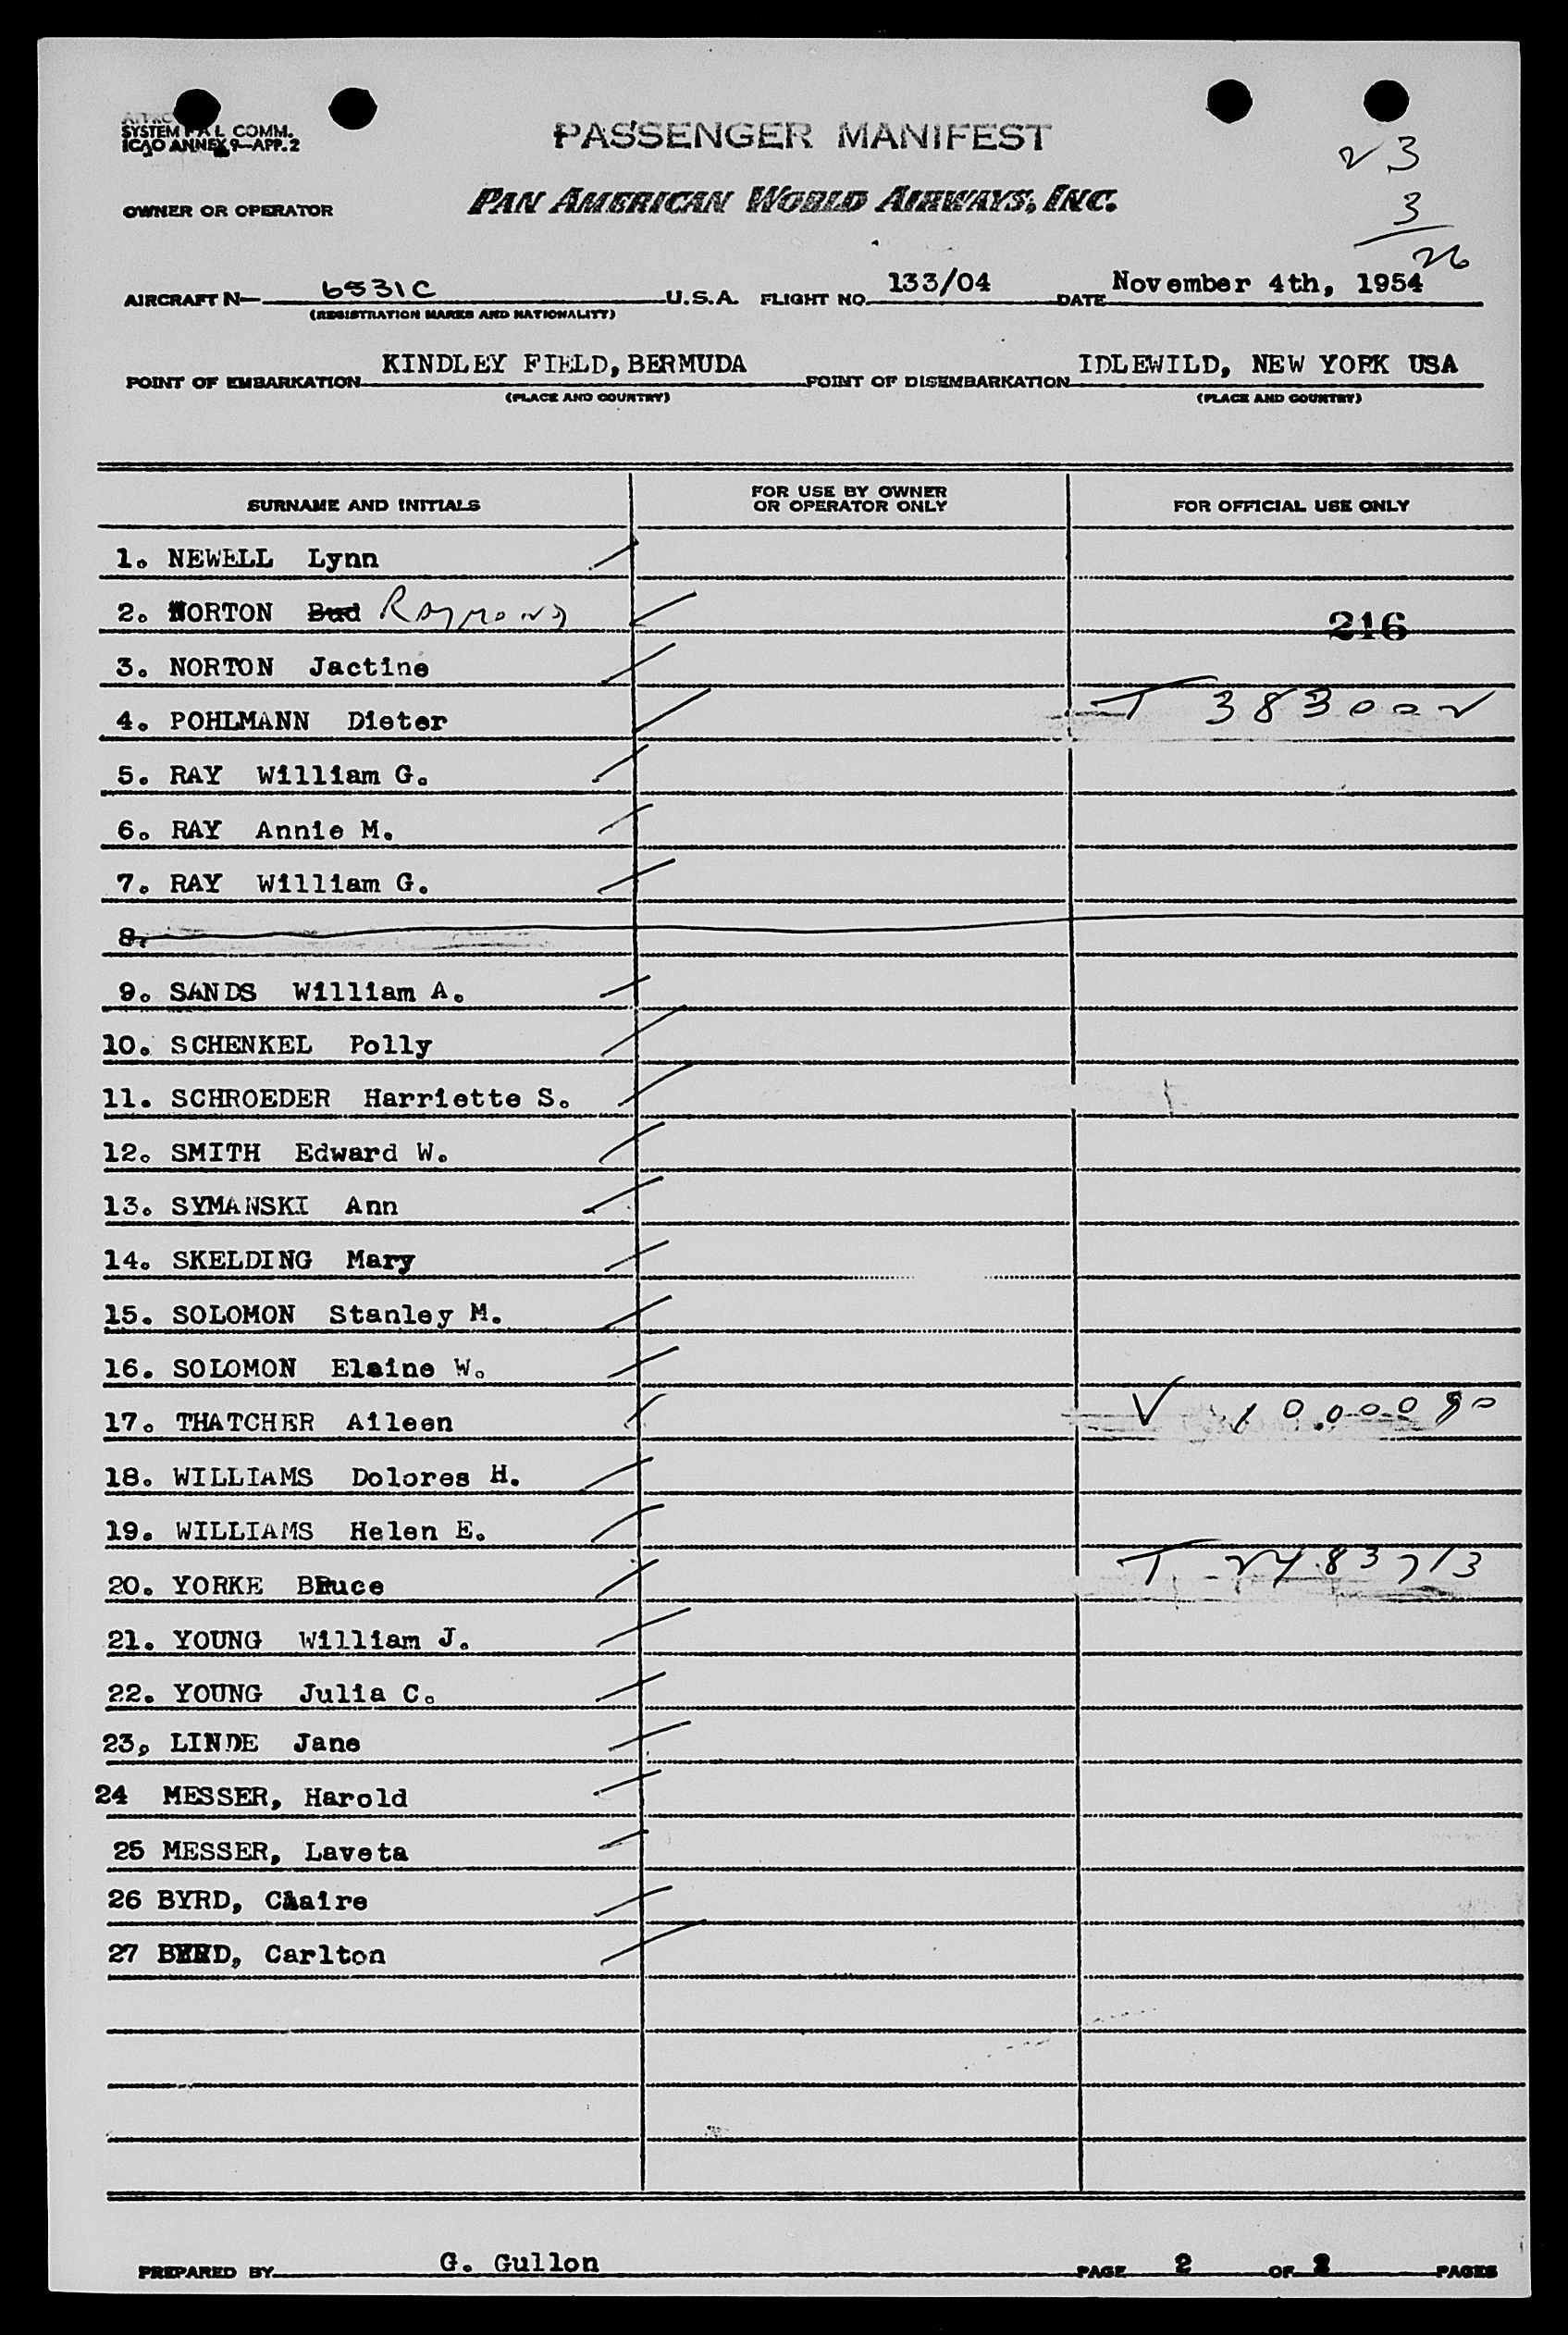 SYSTEM F A L COMM.
ICAO ANNEX 9—APP. 2
PASSENGER MANIFEST
23
OWNER OR OPERATOR
PAN AMERICAN WORLD AIRWAYS, INC.
3
26
AIRCRAFT N— 6531C U.S.A. FLIGHT NO. 133/04 DATE November 4th, 1954
(REGISTRATION MARKS AND NATIONALITY)
POINT OF EMBARKATION KINDLEY FIELD, BERMUDA POINT OF DISEMBARKATION IDLEWILD, NEW YORK USA
(PLACE AND COUNTRY) (PLACE AND COUNTRY)
SURNAME AND INITIALS
FOR USE BY OWNER
OR OPERATOR ONLY
FOR OFFICIAL USE ONLY
1. NEWELL Lynn
2. NORTON Bud Raymond
216
3. NORTON Jactine
4. POHLMANN Dieter T 383002
5. RAY William G.
6. RAY Annie M.
7. RAY William G.
8.
9. SANDS William A.
10. SCHENKEL Polly
11. SCHROEDER Harriette S.
12. SMITH Edward W.
13. SYMANSKI Ann
14. SKELDING Mary
15. SOLOMON Stanley M.
16. SOLOMON Elaine W.
17. THATCHER Aileen V
18. WILLIAMS Dolores H.
19. WILLIAMS Helen E.
20. YORKE BRuce T
21. YOUNG William J.
22. YOUNG Julia C.
23, LINDE Jane
24 MESSER, Harold
25 MESSER, Laveta
26 BYRD, Claire
27 BYRD, Carlton
PREPARED BY G. Gullon PAGE 2 OF 2 PAGES